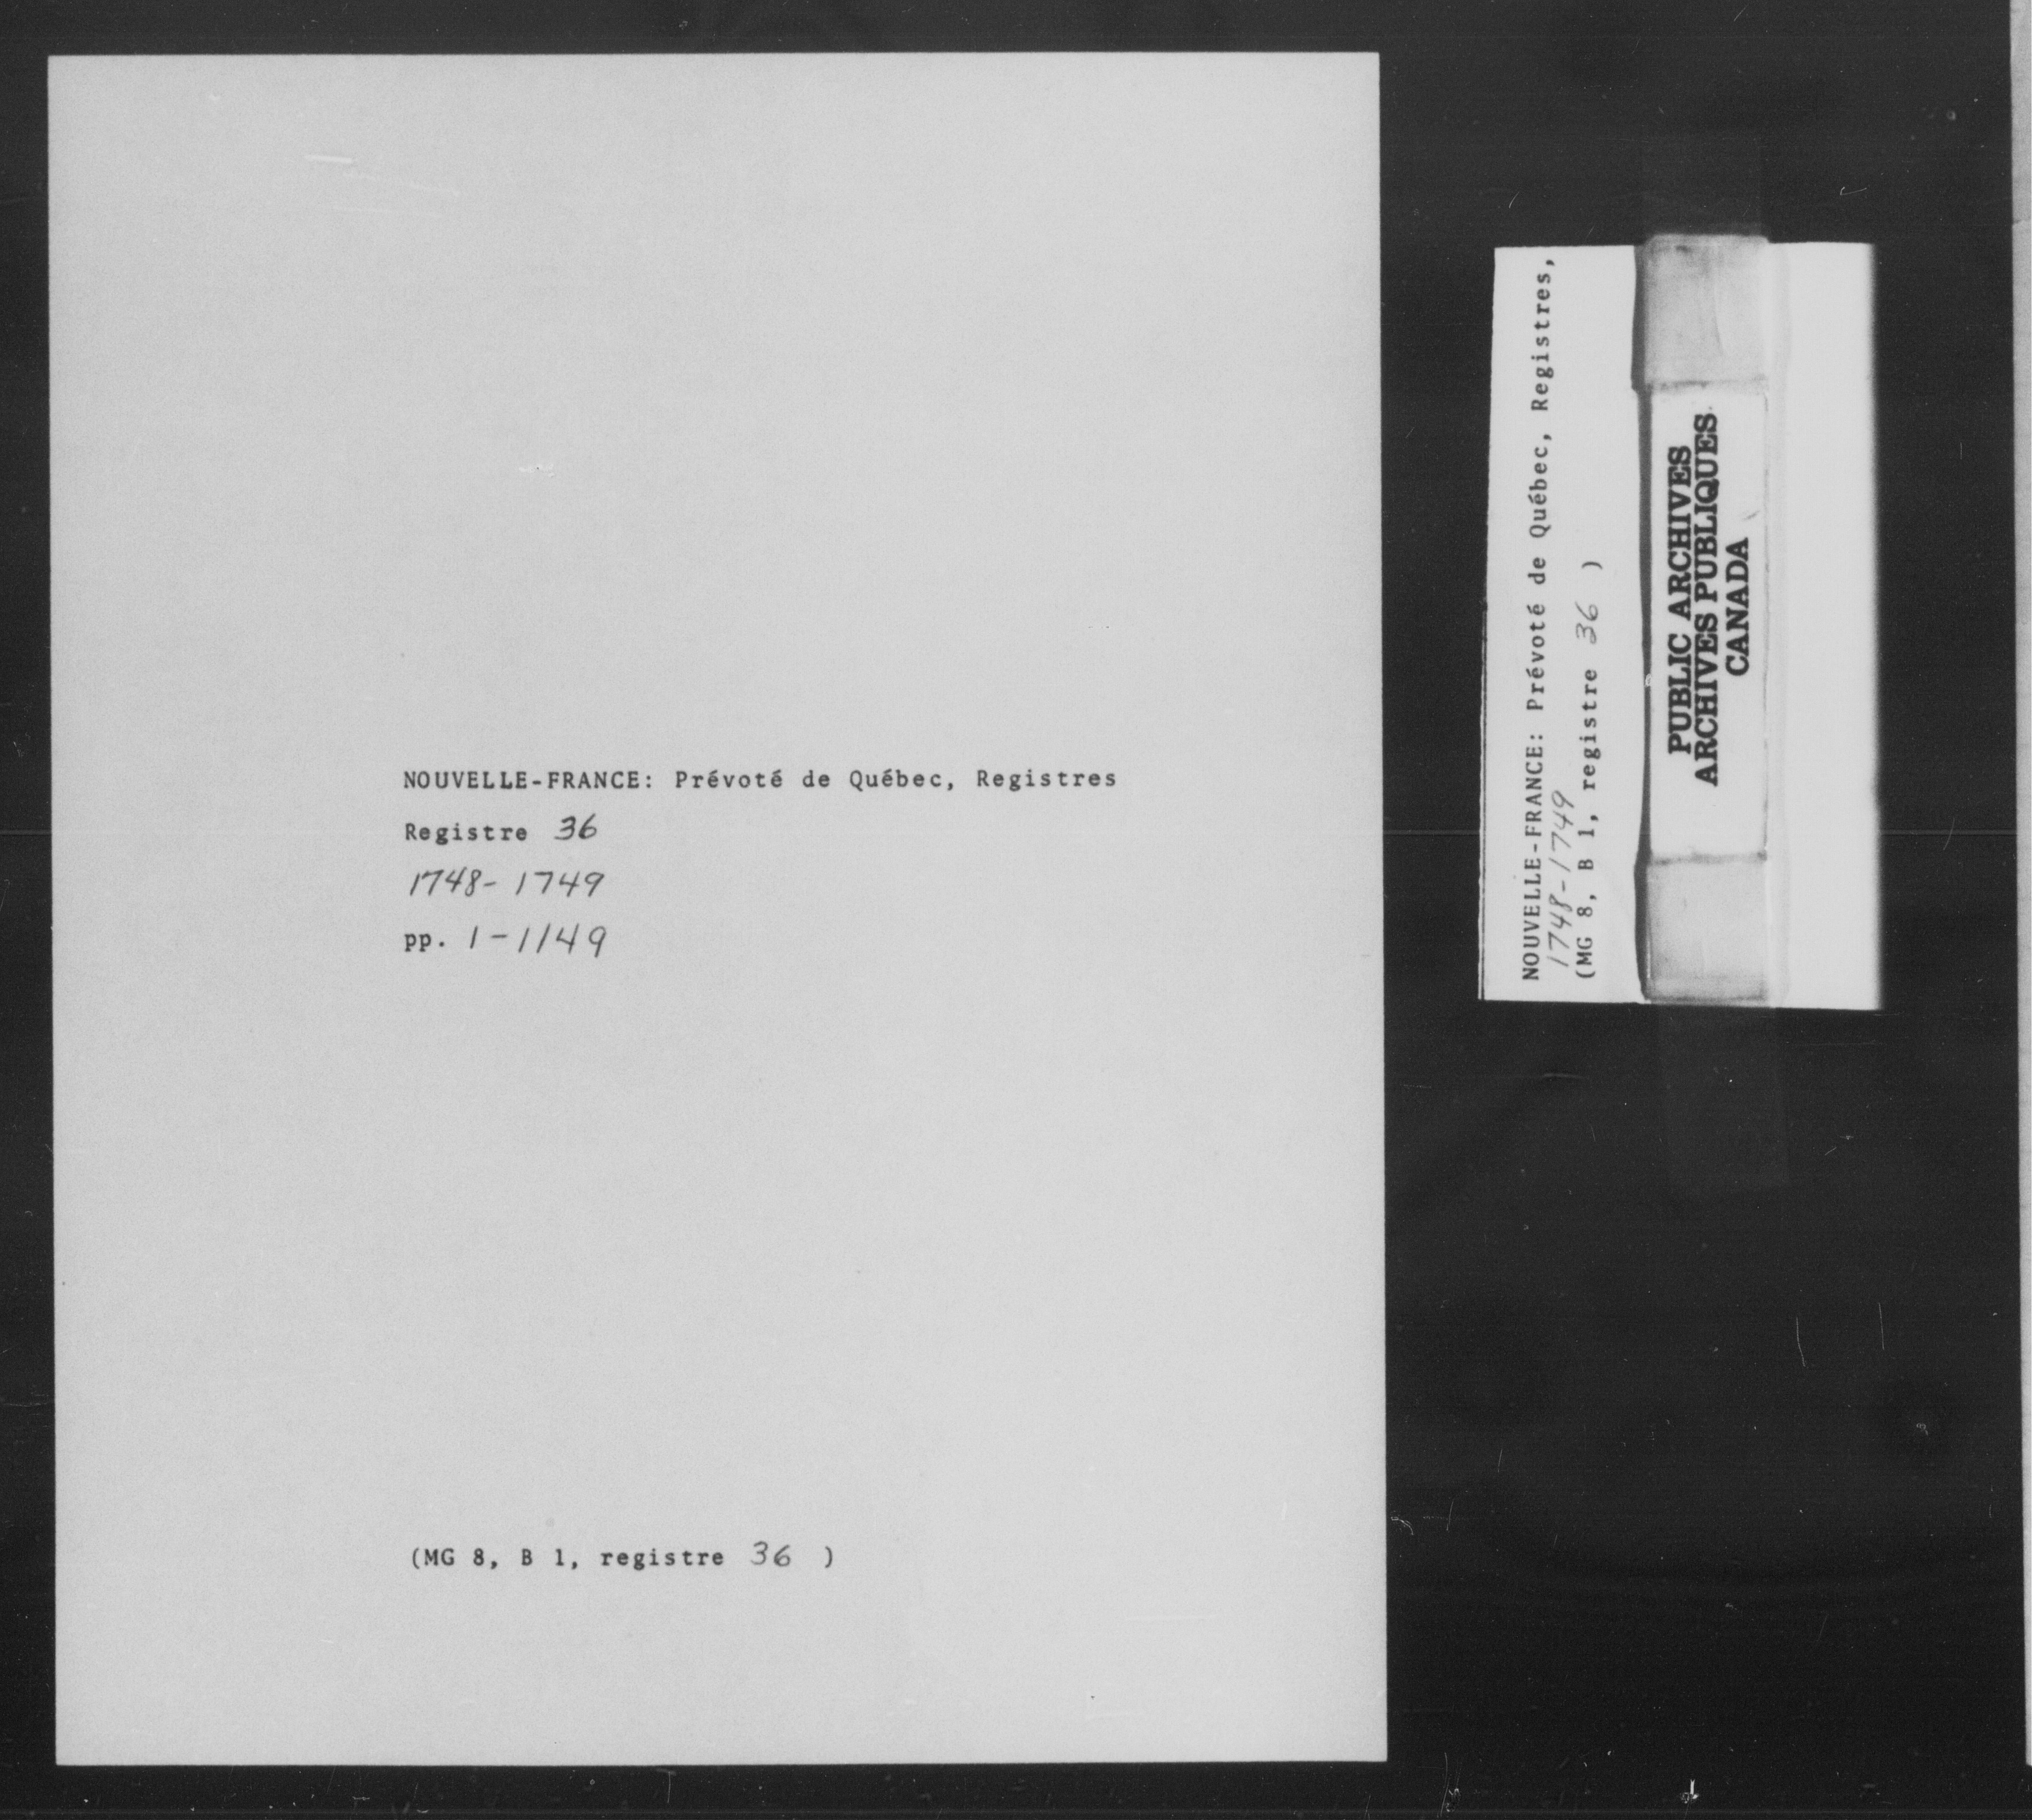 NOUVELLE-FRANCE: Prévoté de Québec, Registres
Registre 36
1748-1749
pp. 1-1149
(MG 8, B 1, registre 36 )
NOUVELLE-FRANCE: Prévoté de Québec, Registres,
1748-1749
(MG 8, B 1, registre 36 )
PUBLIC ARCHIVES
ARCHIVES PUBLIQUES
CANADA